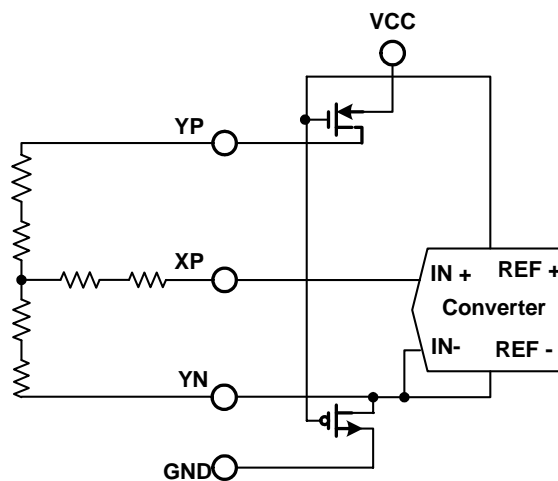 VCC
YP
XP
IN +
REF +
Converter
IN-
REF -
YN
GND